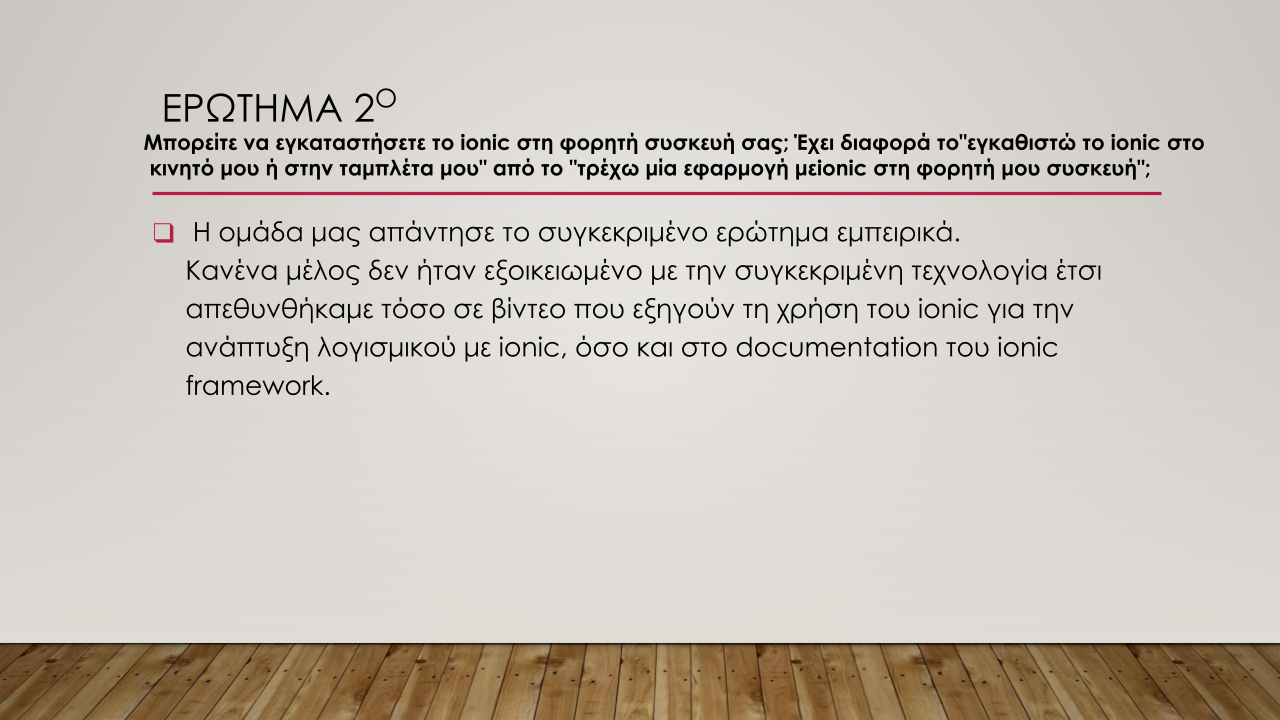 ΕΡΩΤΗΜΑ 2Ο
Μπορείτε να εγκαταστήσετε το ionic στη φορητή συσκευή σας; Έχει διαφορά το"εγκαθιστώ το ionic στο
κινητό μου ή στην ταμπλέτα μου" από το "τρέχω μία εφαρμογή μεionic στη φορητή μου συσκευή";
❑ Η ομάδα μας απάντησε το συγκεκριμένο ερώτημα εμπειρικά.
Κανένα μέλος δεν ήταν εξοικειωμένο με την συγκεκριμένη τεχνολογία έτσι
απεθυνθήκαμε τόσο σε βίντεο που εξηγούν τη χρήση του ionic για την
ανάπτυξη λογισμικού με ionic, όσο και στο documentation του ionic
framework.